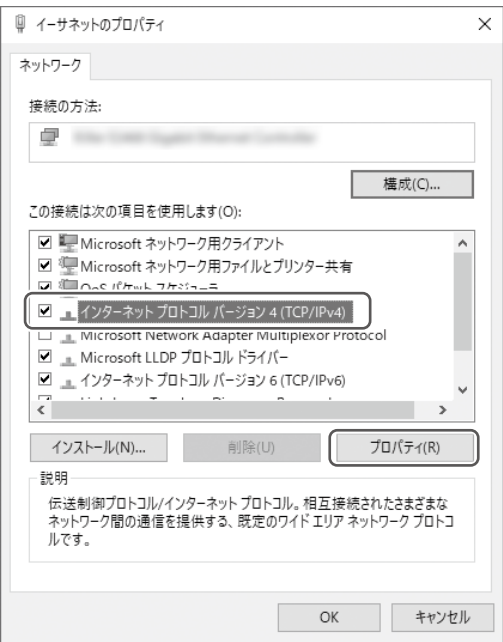 イーサネットのプロパティ
ネットワーク
接続の方法:
構成(C)...
この接続は次の項目を使用します(O):
Microsoft ネットワーク用クライアント
Microsoft ネットワーク用ファイルとプリンター共有
QoS パケット スケジューラ
インターネット プロトコル バージョン 4 (TCP/IPv4)
Microsoft Network Adapter Multiplexor Protocol
Microsoft LLDP プロトコル ドライバー
インターネット プロトコル バージョン 6 (TCP/IPv6)
インストール(N)...
削除(U)
プロパティ(R)
説明
伝送制御プロトコル/インターネット プロトコル。相互接続されたさまざまな
ネットワーク間の通信を提供する、既定のワイド エリア ネットワーク プロトコ
ルです。
OK
キャンセル